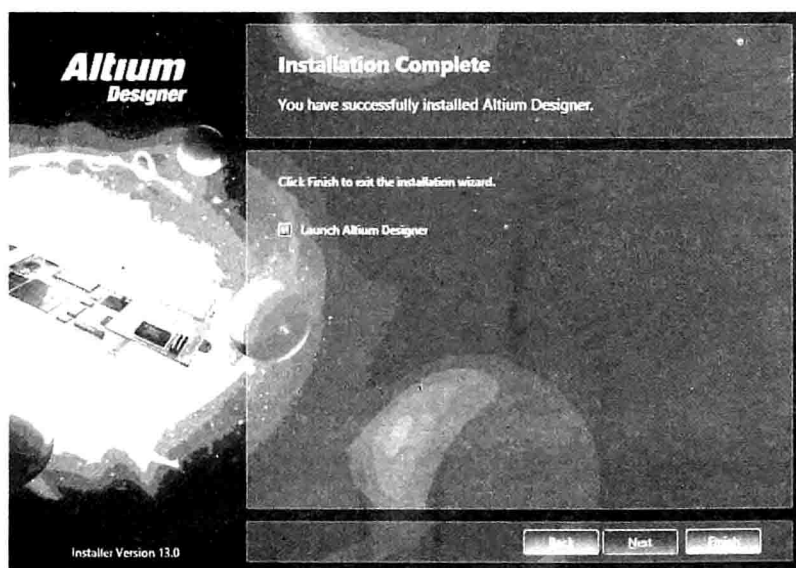 Altium
Designer
Installation Complete
You have successfully installed Altium Designer.
Click Finish to exit the installation wizard.
Launch Altium Designer
Installer Version 13.0
Back
Next
Finish